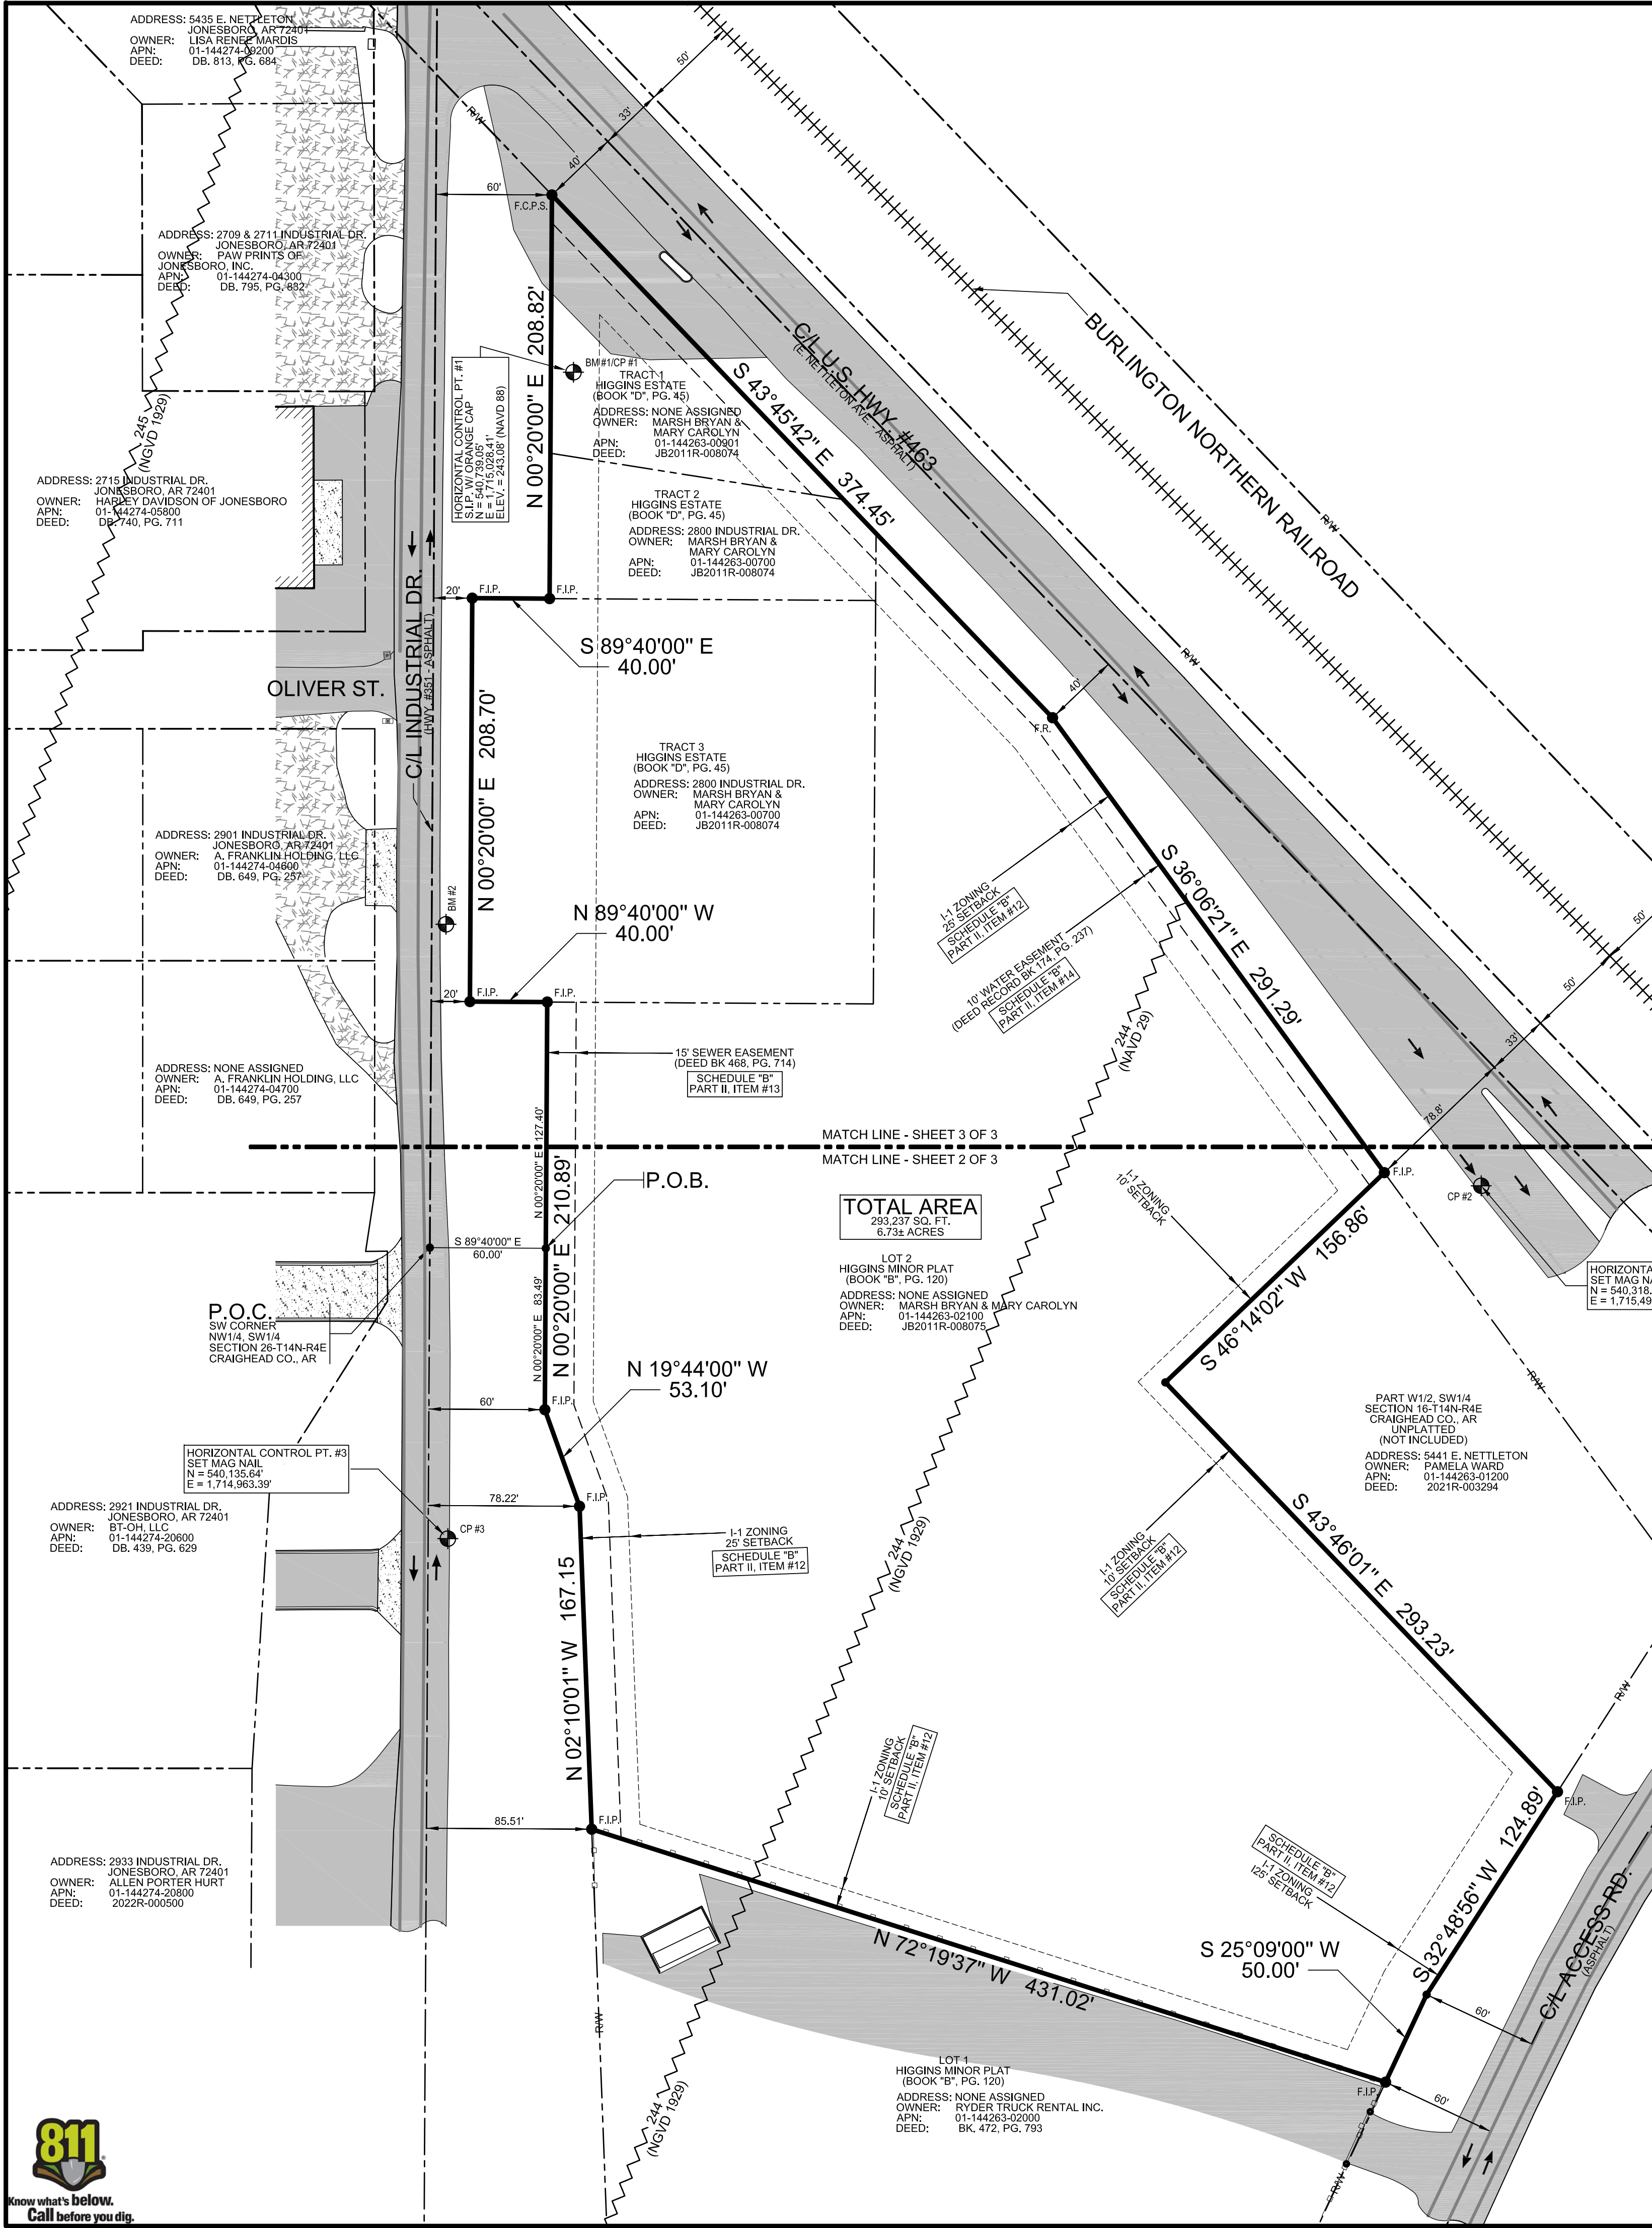 ADDRESS: 5435 E. NETTLETON
JONESBORO, AR 72401
OWNER: LISA RENEE MARDIS
APN: 01-144274-09200
DEED: DB. 813, PG. 684
R/W
50'
33'
40'
60'
F.C.P.S.
ADDRESS: 2709 & 2711 INDUSTRIAL DR.
JONESBORO, AR 72401
OWNER: PAW PRINTS OF
JONESBORO, INC.
APN: 01-144274-04300
DEED: DB. 795, PG. 832
BURLINGTON NORTHERN RAILROAD
R/W
C/L U.S. HWY. #463
(E. NETTLETON AVE. - ASPHALT)
S 43°45'42" E 374.45'
N 00°20'00" E 208.82'
HORIZONTAL CONTROL PT. #1
S.I.P. W/ ORANGE CAP
N = 540,739.05'
E = 1,715,028.41'
ELEV. = 243.08' (NAVD 88)
BM #1/CP #1
TRACT 1
HIGGINS ESTATE
(BOOK "D", PG. 45)
ADDRESS: NONE ASSIGNED
OWNER: MARSH BRYAN &
MARY CAROLYN
APN: 01-144263-00901
DEED: JB2011R-008074
245
(NGVD 1929)
ADDRESS: 2715 INDUSTRIAL DR.
JONESBORO, AR 72401
OWNER: HARLEY DAVIDSON OF JONESBORO
APN: 01-144274-05800
DEED: DB. 740, PG. 711
TRACT 2
HIGGINS ESTATE
(BOOK "D", PG. 45)
ADDRESS: 2800 INDUSTRIAL DR.
OWNER: MARSH BRYAN &
MARY CAROLYN
APN: 01-144263-00700
DEED: JB2011R-008074
20'
F.I.P.
F.I.P.
S 89°40'00" E
40.00'
R/W
OLIVER ST.
C/L INDUSTRIAL DR.
(HWY. #351 - ASPHALT)
N 00°20'00" E 208.70'
40'
F.R.
TRACT 3
HIGGINS ESTATE
(BOOK "D", PG. 45)
ADDRESS: 2800 INDUSTRIAL DR.
OWNER: MARSH BRYAN &
MARY CAROLYN
APN: 01-144263-00700
DEED: JB2011R-008074
ADDRESS: 2901 INDUSTRIAL DR.
JONESBORO, AR 72401
OWNER: A. FRANKLIN HOLDING, LLC
APN: 01-144274-04600
DEED: DB. 649, PG. 257
BM #2
N 89°40'00" W
40.00'
I-1 ZONING
25' SETBACK
SCHEDULE "B"
PART II, ITEM #12
S 36°06'21" E 291.29'
10' WATER EASEMENT
(DEED RECORD BK 174, PG. 237)
SCHEDULE "B"
PART II, ITEM #14
50'
50'
33'
78.8'
20'
F.I.P.
F.I.P.
244
(NAVD 29)
15' SEWER EASEMENT
(DEED BK 468, PG. 714)
SCHEDULE "B"
PART II, ITEM #13
ADDRESS: NONE ASSIGNED
OWNER: A. FRANKLIN HOLDING, LLC
APN: 01-144274-04700
DEED: DB. 649, PG. 257
MATCH LINE - SHEET 3 OF 3
MATCH LINE - SHEET 2 OF 3
N 00°20'00" E 127.40'
N 00°20'00" E 210.89'
N 00°20'00" E 83.49'
P.O.B.
F.I.P.
CP #2
I-1 ZONING
10' SETBACK
TOTAL AREA
293,237 SQ. FT.
6.73± ACRES
S 46°14'02" W 156.86'
S 89°40'00" E
60.00'
LOT 2
HIGGINS MINOR PLAT
(BOOK "B", PG. 120)
ADDRESS: NONE ASSIGNED
OWNER: MARSH BRYAN & MARY CAROLYN
APN: 01-144263-02100
DEED: JB2011R-008075
HORIZONTA
SET MAG NA
N = 540,318.
E = 1,715,49
P.O.C.
SW CORNER
NW1/4, SW1/4
SECTION 26-T14N-R4E
CRAIGHEAD CO., AR
N 19°44'00" W
53.10'
60'
F.I.P.
R/W
PART W1/2, SW1/4
SECTION 16-T14N-R4E
CRAIGHEAD CO., AR
UNPLATTED
(NOT INCLUDED)
ADDRESS: 5441 E. NETTLETON
OWNER: PAMELA WARD
APN: 01-144263-01200
DEED: 2021R-003294
HORIZONTAL CONTROL PT. #3
SET MAG NAIL
N = 540,135.64'
E = 1,714,963.39'
78.22'
F.I.P.
CP #3
ADDRESS: 2921 INDUSTRIAL DR.
JONESBORO, AR 72401
OWNER: BT-OH, LLC
APN: 01-144274-20600
DEED: DB. 439, PG. 629
I-1 ZONING
25' SETBACK
SCHEDULE "B"
PART II, ITEM #12
244
(NGVD 1929)
I-1 ZONING
10' SETBACK
SCHEDULE "B"
PART II, ITEM #12
S 43°46'01" E 293.23'
N 02°10'01" W 167.15
R/W
I-1 ZONING
10' SETBACK
SCHEDULE "B"
PART II, ITEM #12
F.I.P.
85.51'
F.I.P.
S 32°48'56" W 124.89'
SCHEDULE "B"
PART II, ITEM #12
I-1 ZONING
I25' SETBACK
ADDRESS: 2933 INDUSTRIAL DR.
JONESBORO, AR 72401
OWNER: ALLEN PORTER HURT
APN: 01-144274-20800
DEED: 2022R-000500
N 72°19'37" W 431.02'
S 25°09'00" W
50.00'
C/L ACCESS RD.
(ASPHALT)
60'
R/W
LOT 1
HIGGINS MINOR PLAT
(BOOK "B", PG. 120)
ADDRESS: NONE ASSIGNED
OWNER: RYDER TRUCK RENTAL INC.
APN: 01-144263-02000
DEED: BK. 472, PG. 793
F.I.P.
60'
244
(NGVD 1929)
R/W
811
Know what's below.
Call before you dig.